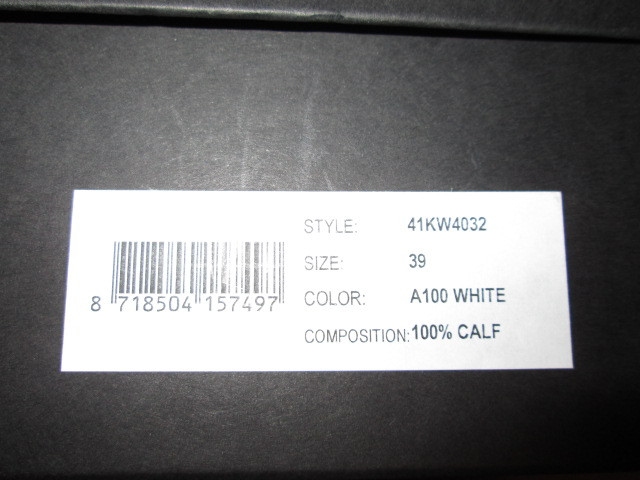 STYLE: 41KW4032
SIZE: 39
COLOR: A100 WHITE
COMPOSITION: 100% CALF
8 718504 157497